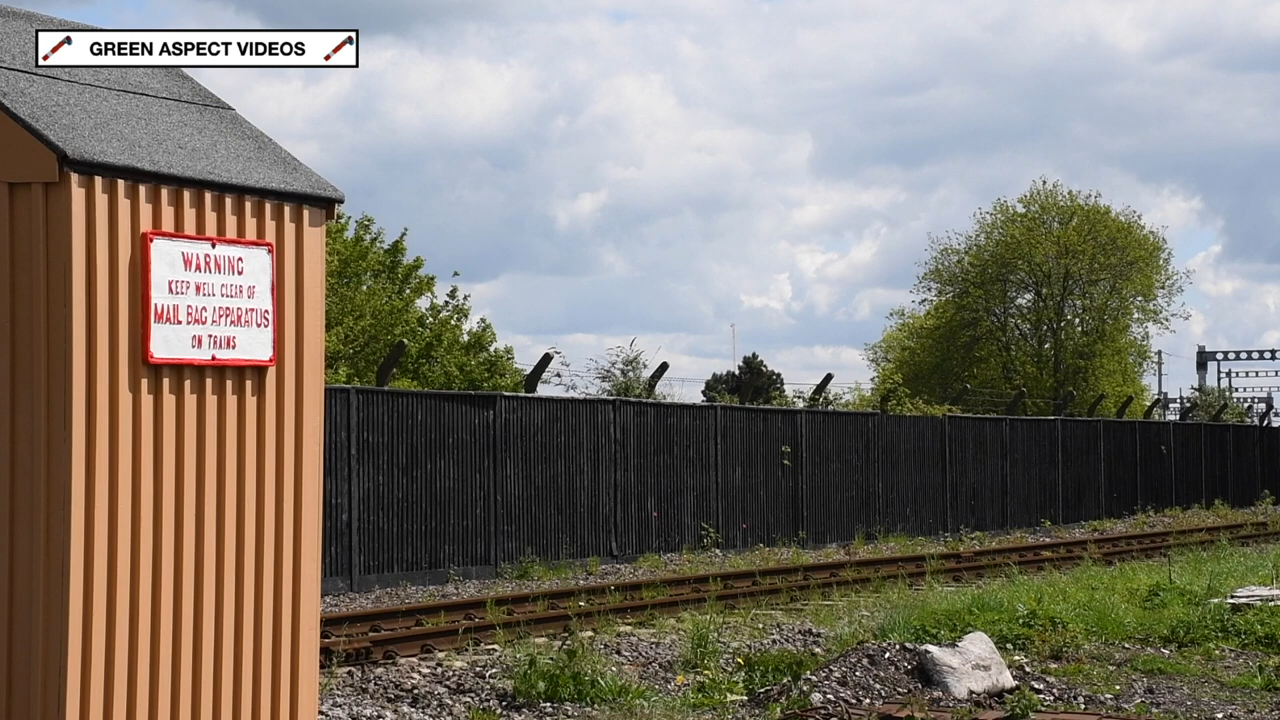 GREEN ASPECT VIDEOS
WARNING
KEEP WELL CLEAR OF
MAIL BAG APPARATUS
ON TRAINS